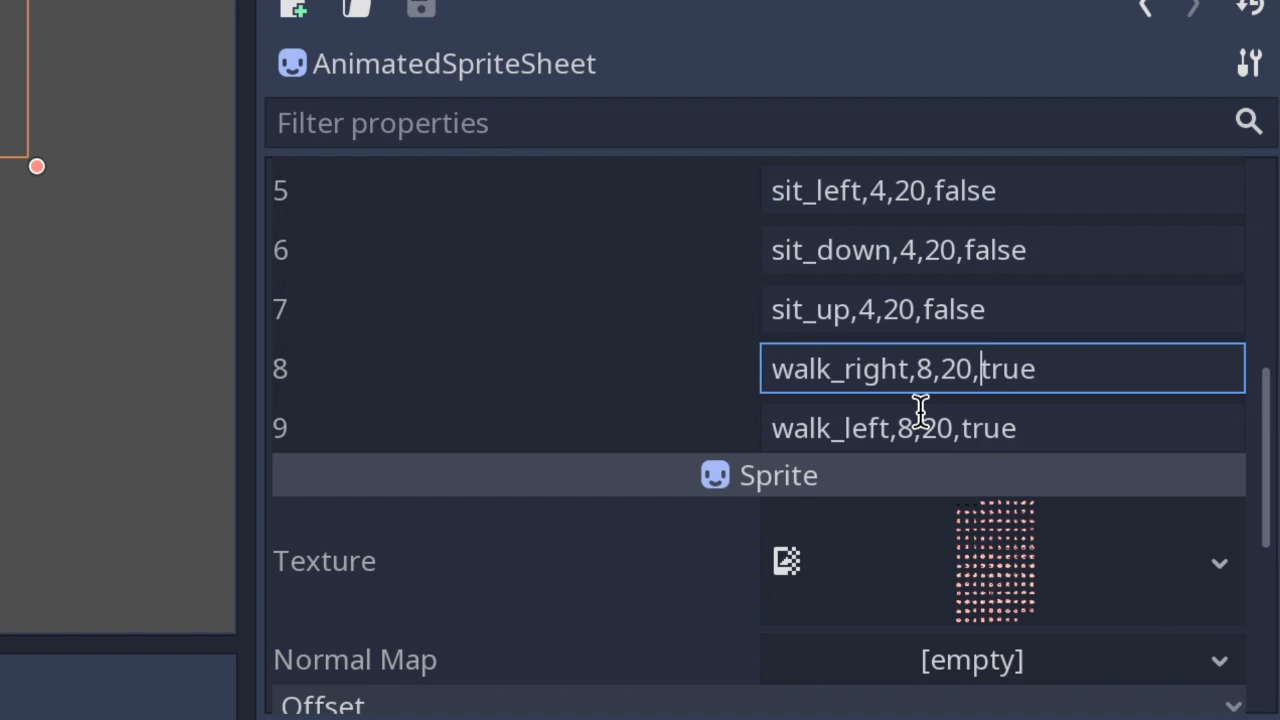 AnimatedSpriteSheet
Filter properties
5 sit_left,4,20,false
6 sit_down,4,20,false
7 sit_up,4,20,false
8 walk_right,8,20,true
9 walk_left,8,20,true
Sprite
Texture
Normal Map [empty]
Offset